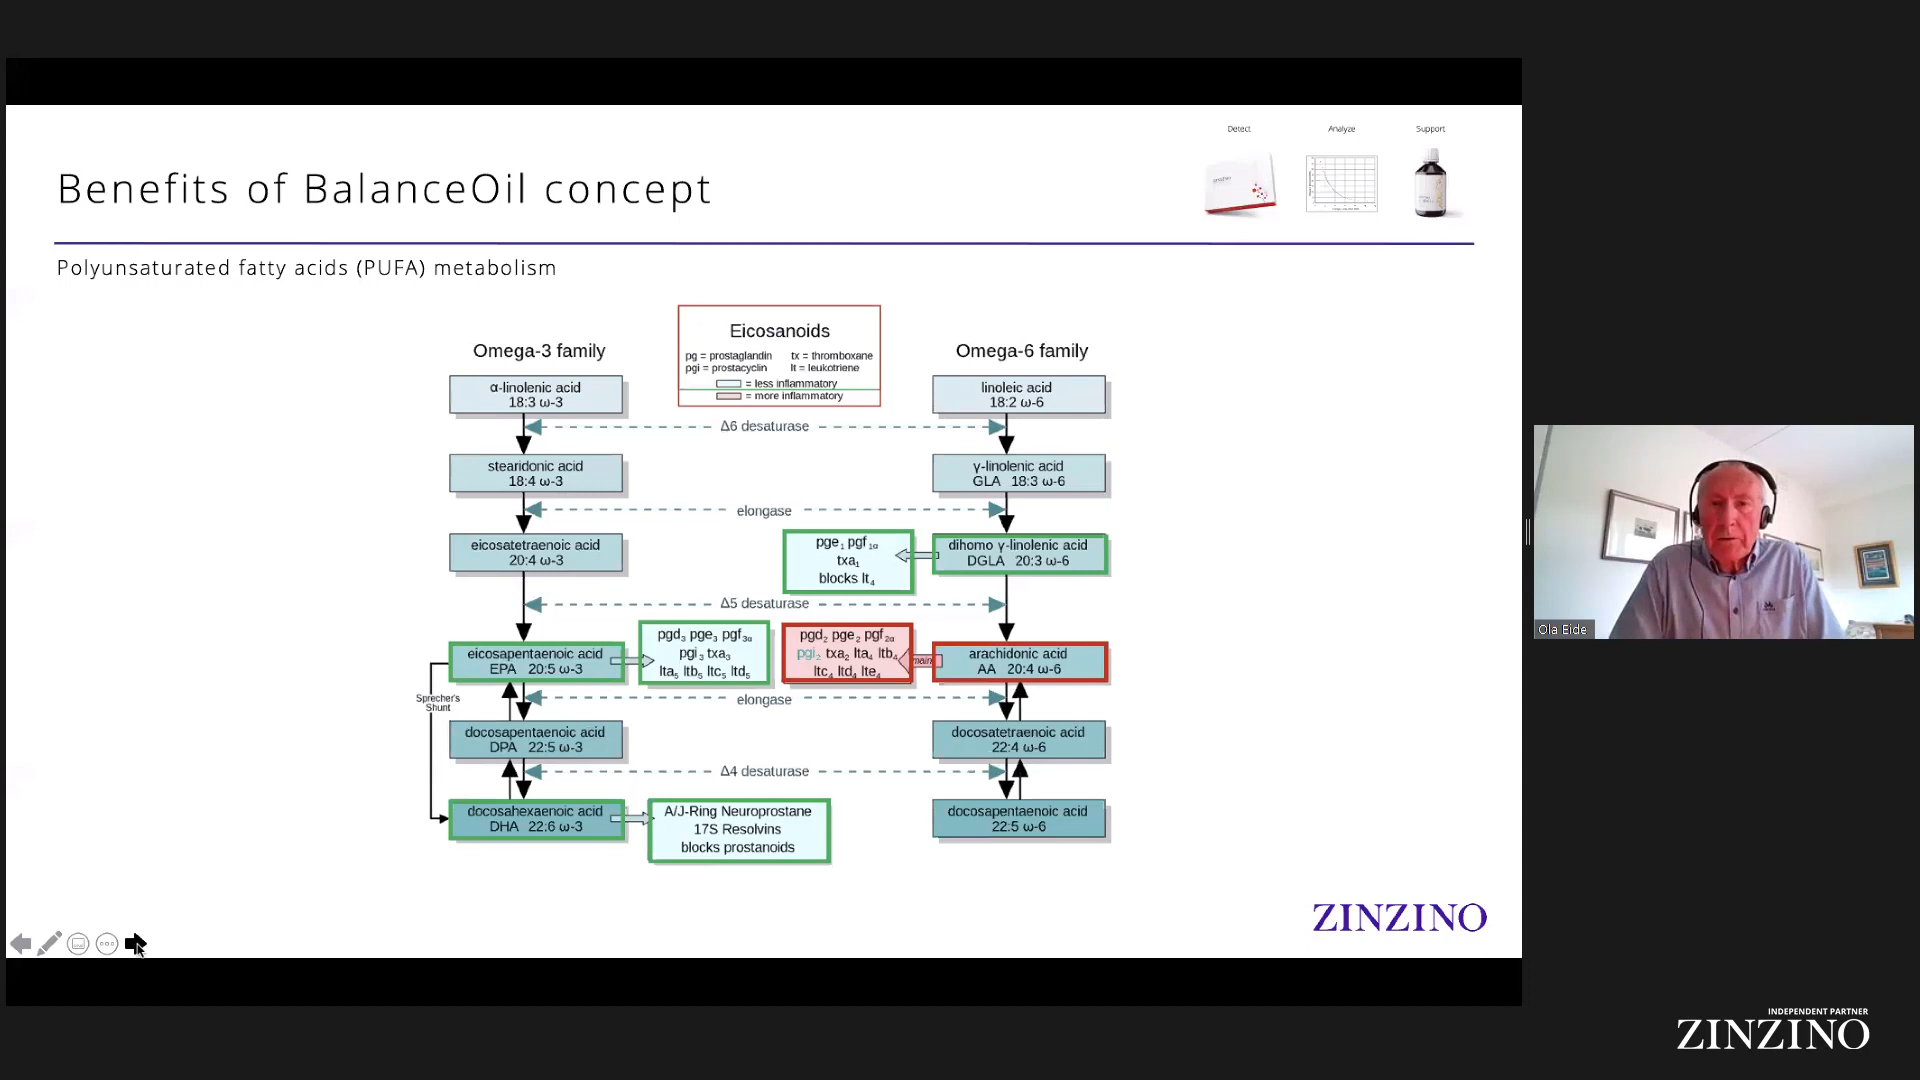 Detect
Analyze
Support
Benefits of BalanceOil concept
Polyunsaturated fatty acids (PUFA) metabolism
Eicosanoids
pg = prostaglandin tx = thromboxane
pgi = prostacyclin lt = leukotriene
= less inflammatory
= more inflammatory
Omega-3 family
Omega-6 family
α-linolenic acid
18:3 ω-3
linoleic acid
18:2 ω-6
Δ6 desaturase
stearidonic acid
18:4 ω-3
γ-linolenic acid
GLA 18:3 ω-6
elongase
eicosatetraenoic acid
20:4 ω-3
pge₁ pgf₁α
txa₁
blocks lt₄
dihomo γ-linolenic acid
DGLA 20:3 ω-6
Δ5 desaturase
eicosapentaenoic acid
EPA 20:5 ω-3
pgd₃ pge₃ pgf₃α
pgi₃ txa₃
lta₅ ltb₅ ltc₅ ltd₅
pgd₂ pge₂ pgf₂α
pgi₂ txa₂ lta₄ ltb₄
ltc₄ ltd₄ lte₄
main
arachidonic acid
AA 20:4 ω-6
Sprecher's
Shunt
elongase
docosapentaenoic acid
DPA 22:5 ω-3
docosatetraenoic acid
22:4 ω-6
Δ4 desaturase
docosahexaenoic acid
DHA 22:6 ω-3
A/J-Ring Neuroprostane
17S Resolvins
blocks prostanoids
docosapentaenoic acid
22:5 ω-6
ZINZINO
Ola Eide
INDEPENDENT PARTNER
ZINZINO